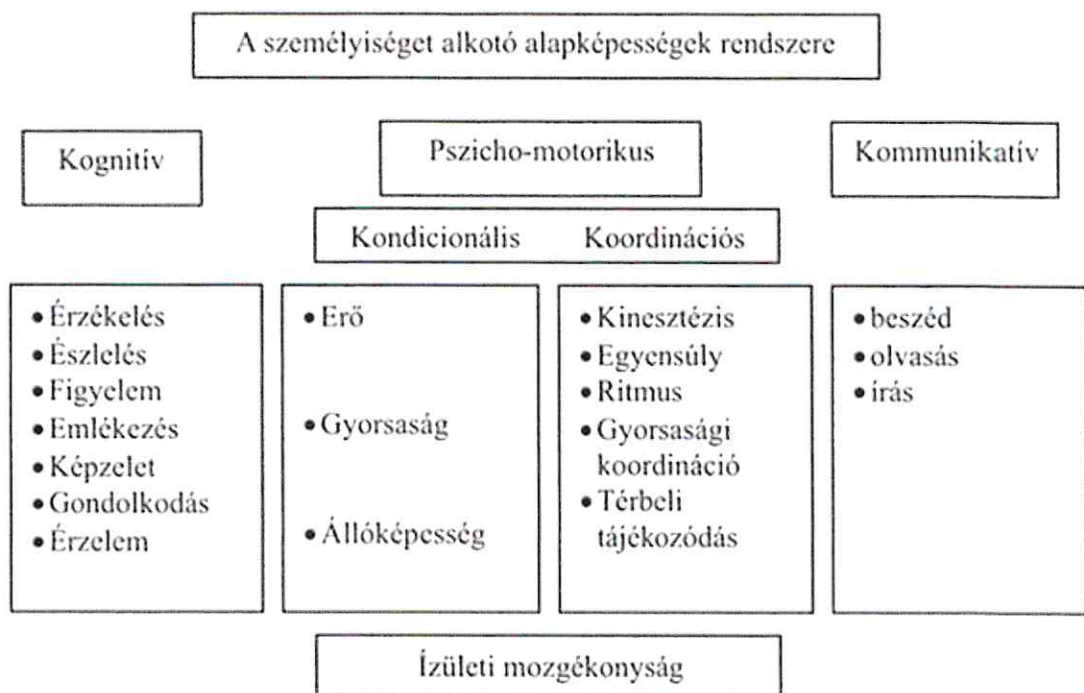 A személyiséget alkotó alapképességek rendszere
Kognitív
Pszicho-motorikus
Kommunikatív
Kondicionális Koordinációs
• Érzékelés
• Észlelés
• Figyelem
• Emlékezés
• Képzelet
• Gondolkodás
• Érzelem
• Erő
• Gyorsaság
• Állóképesség
• Kinesztézis
• Egyensúly
• Ritmus
• Gyorsasági
koordináció
• Térbeli
tájékozódás
• beszéd
• olvasás
• írás
Ízületi mozgékonyság